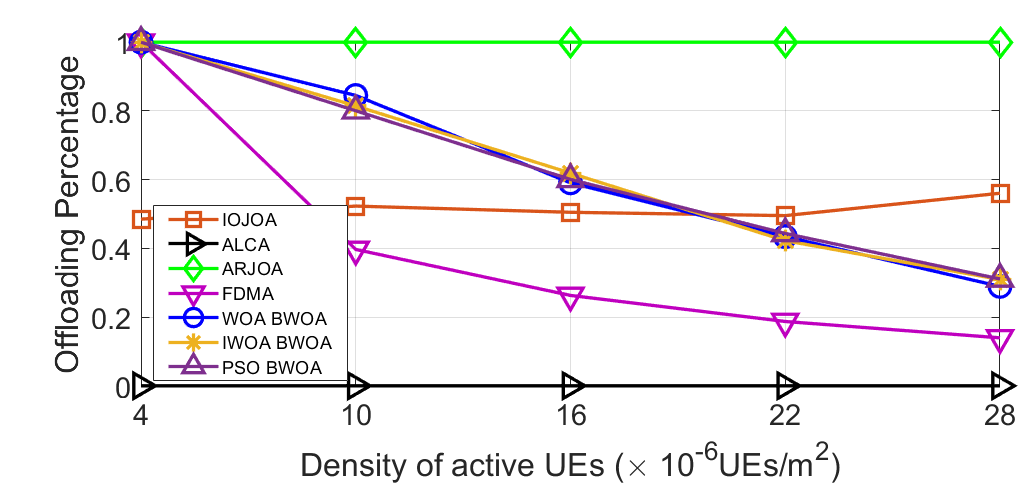 Offloading Percentage
1
0.8
0.6
0.4
0.2
0
IOJOA
ALCA
ARJOA
FDMA
WOA BWOA
IWOA BWOA
PSO BWOA
4 10 16 22 28
Density of active UEs (× 10⁻⁶UEs/m²)